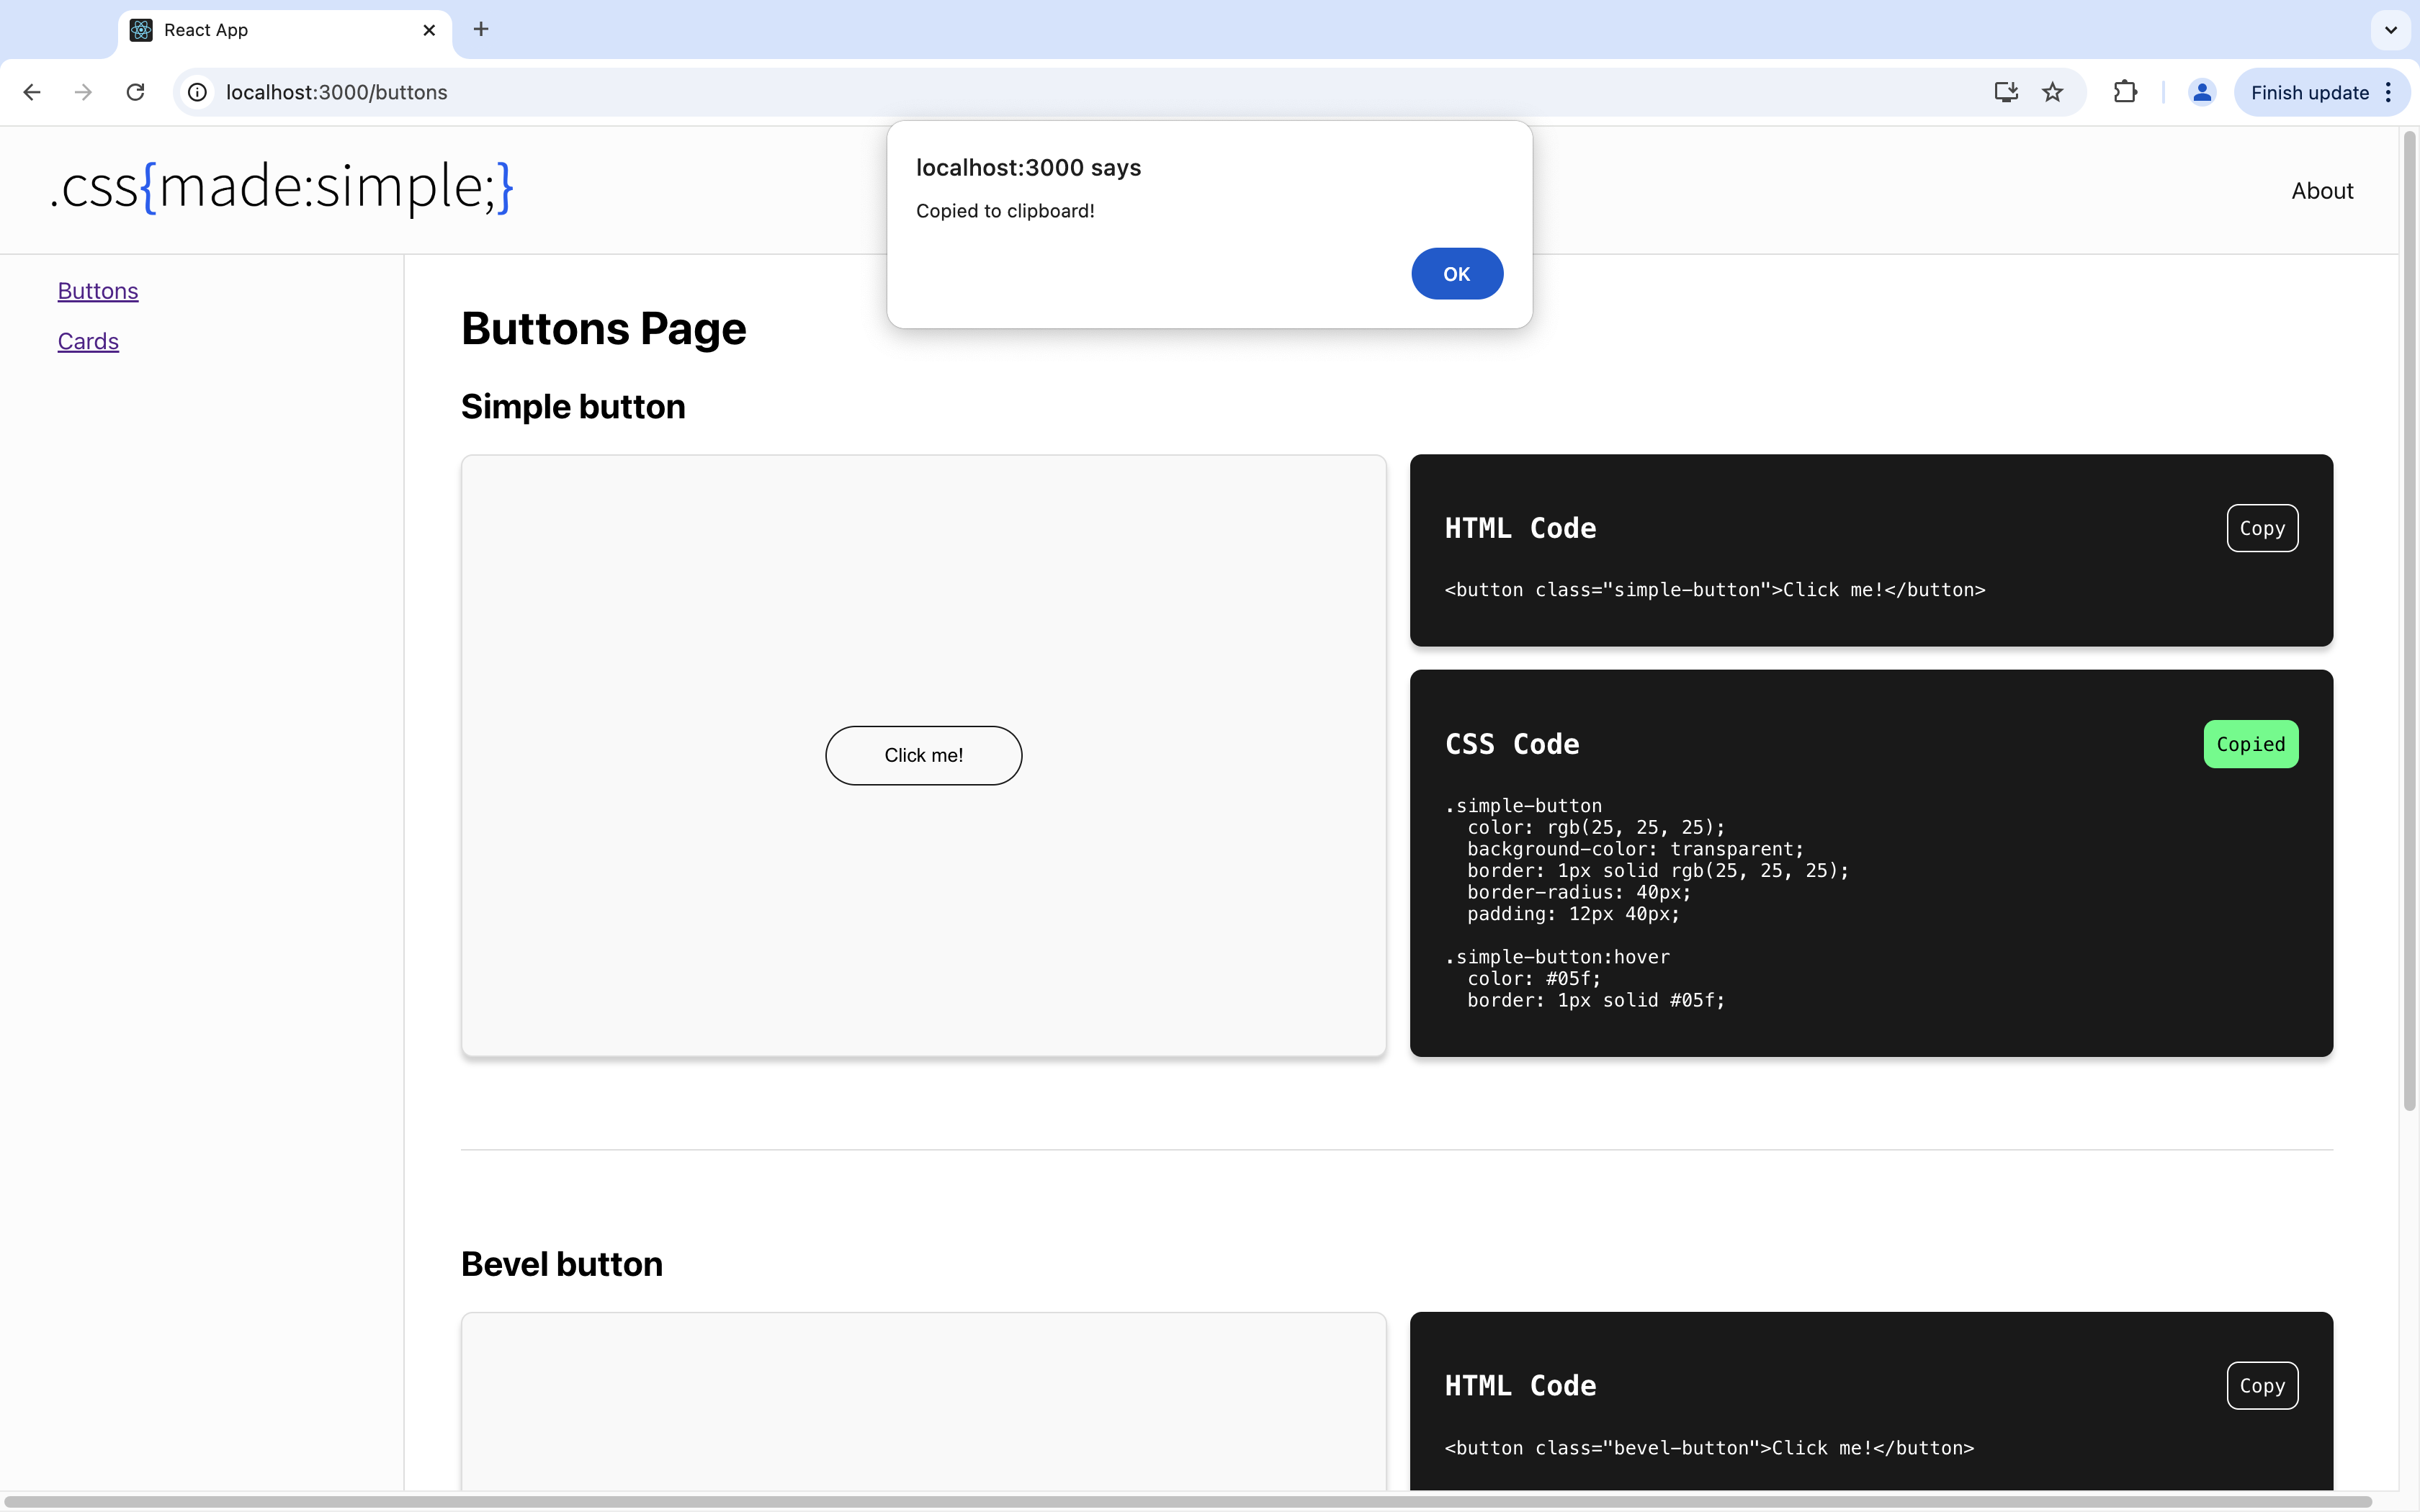 React App
localhost:3000/buttons
Finish update
localhost:3000 says
Copied to clipboard!
OK
.css{made:simple;}
About
Buttons
Cards
Buttons Page
Simple button
Click me!
HTML Code
Copy
<button class="simple-button">Click me!</button>
CSS Code
Copied
.simple-button
  color: rgb(25, 25, 25);
  background-color: transparent;
  border: 1px solid rgb(25, 25, 25);
  border-radius: 40px;
  padding: 12px 40px;
.simple-button:hover
  color: #05f;
  border: 1px solid #05f;
Bevel button
HTML Code
Copy
<button class="bevel-button">Click me!</button>